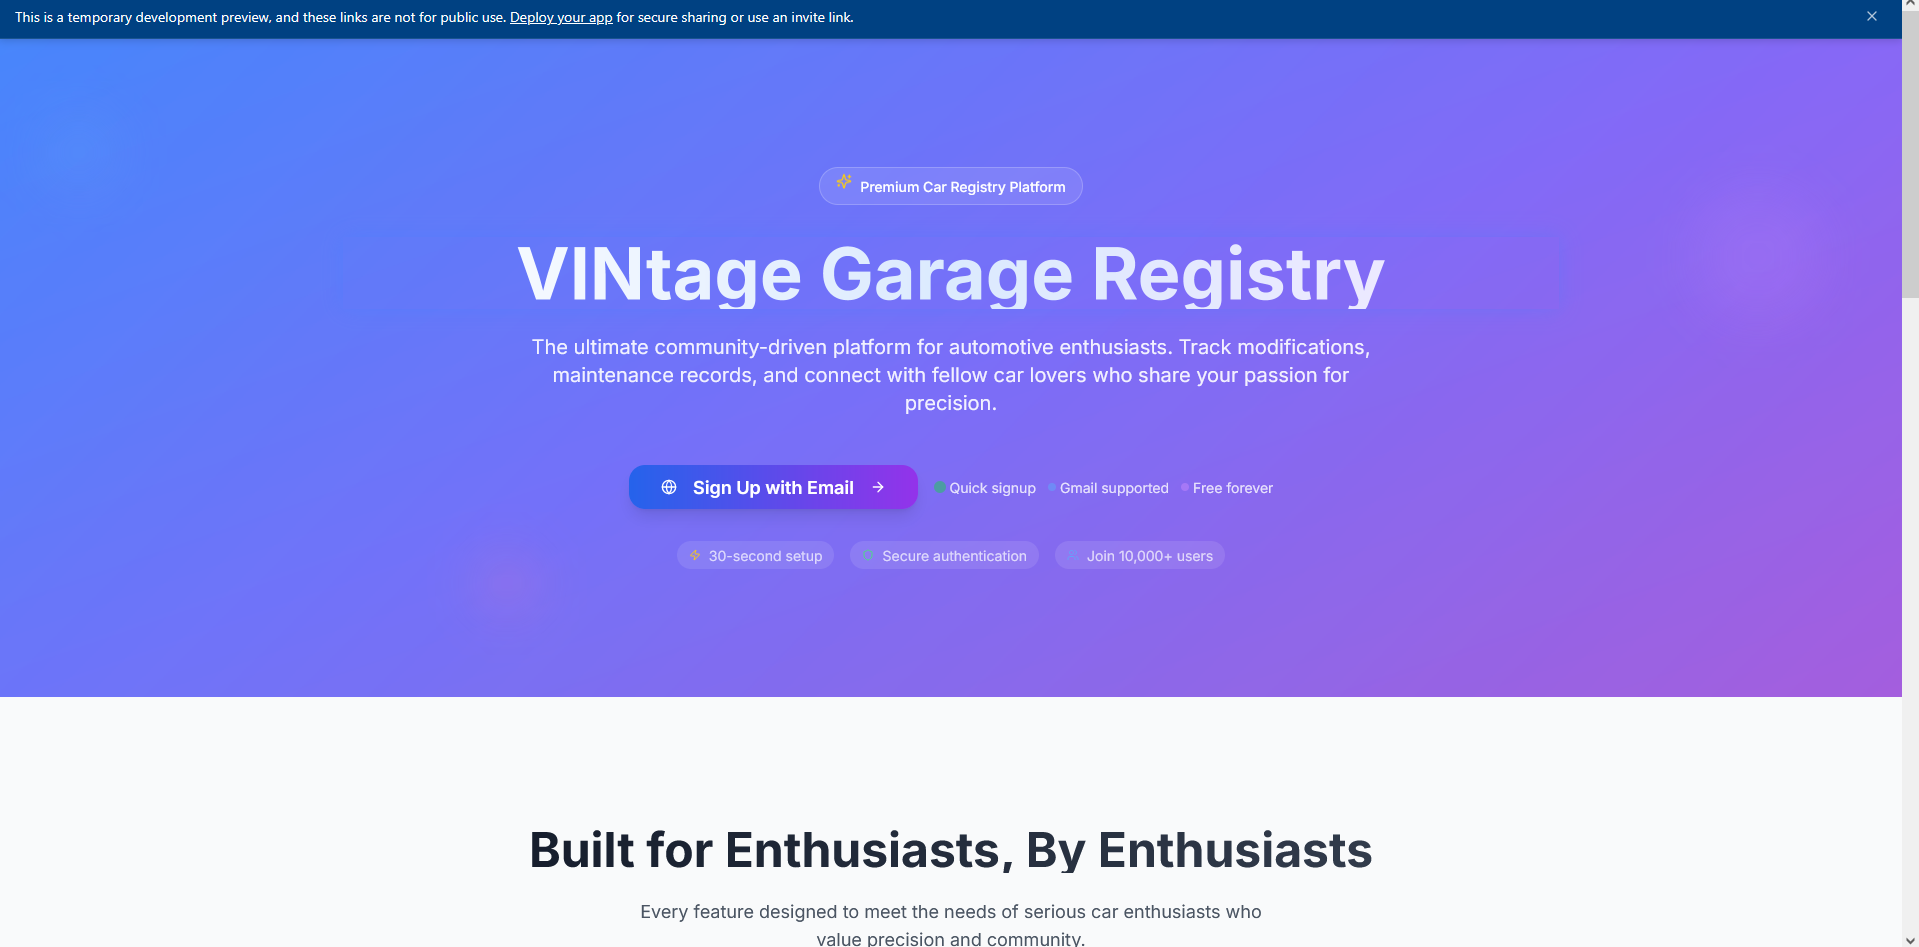 This is a temporary development preview, and these links are not for public use. Deploy your app for secure sharing or use an invite link.
Premium Car Registry Platform
VINtage Garage Registry
The ultimate community-driven platform for automotive enthusiasts. Track modifications,
maintenance records, and connect with fellow car lovers who share your passion for
precision.
Sign Up with Email
Quick signup
Gmail supported
Free forever
30-second setup
Secure authentication
Join 10,000+ users
Built for Enthusiasts, By Enthusiasts
Every feature designed to meet the needs of serious car enthusiasts who
value precision and community.